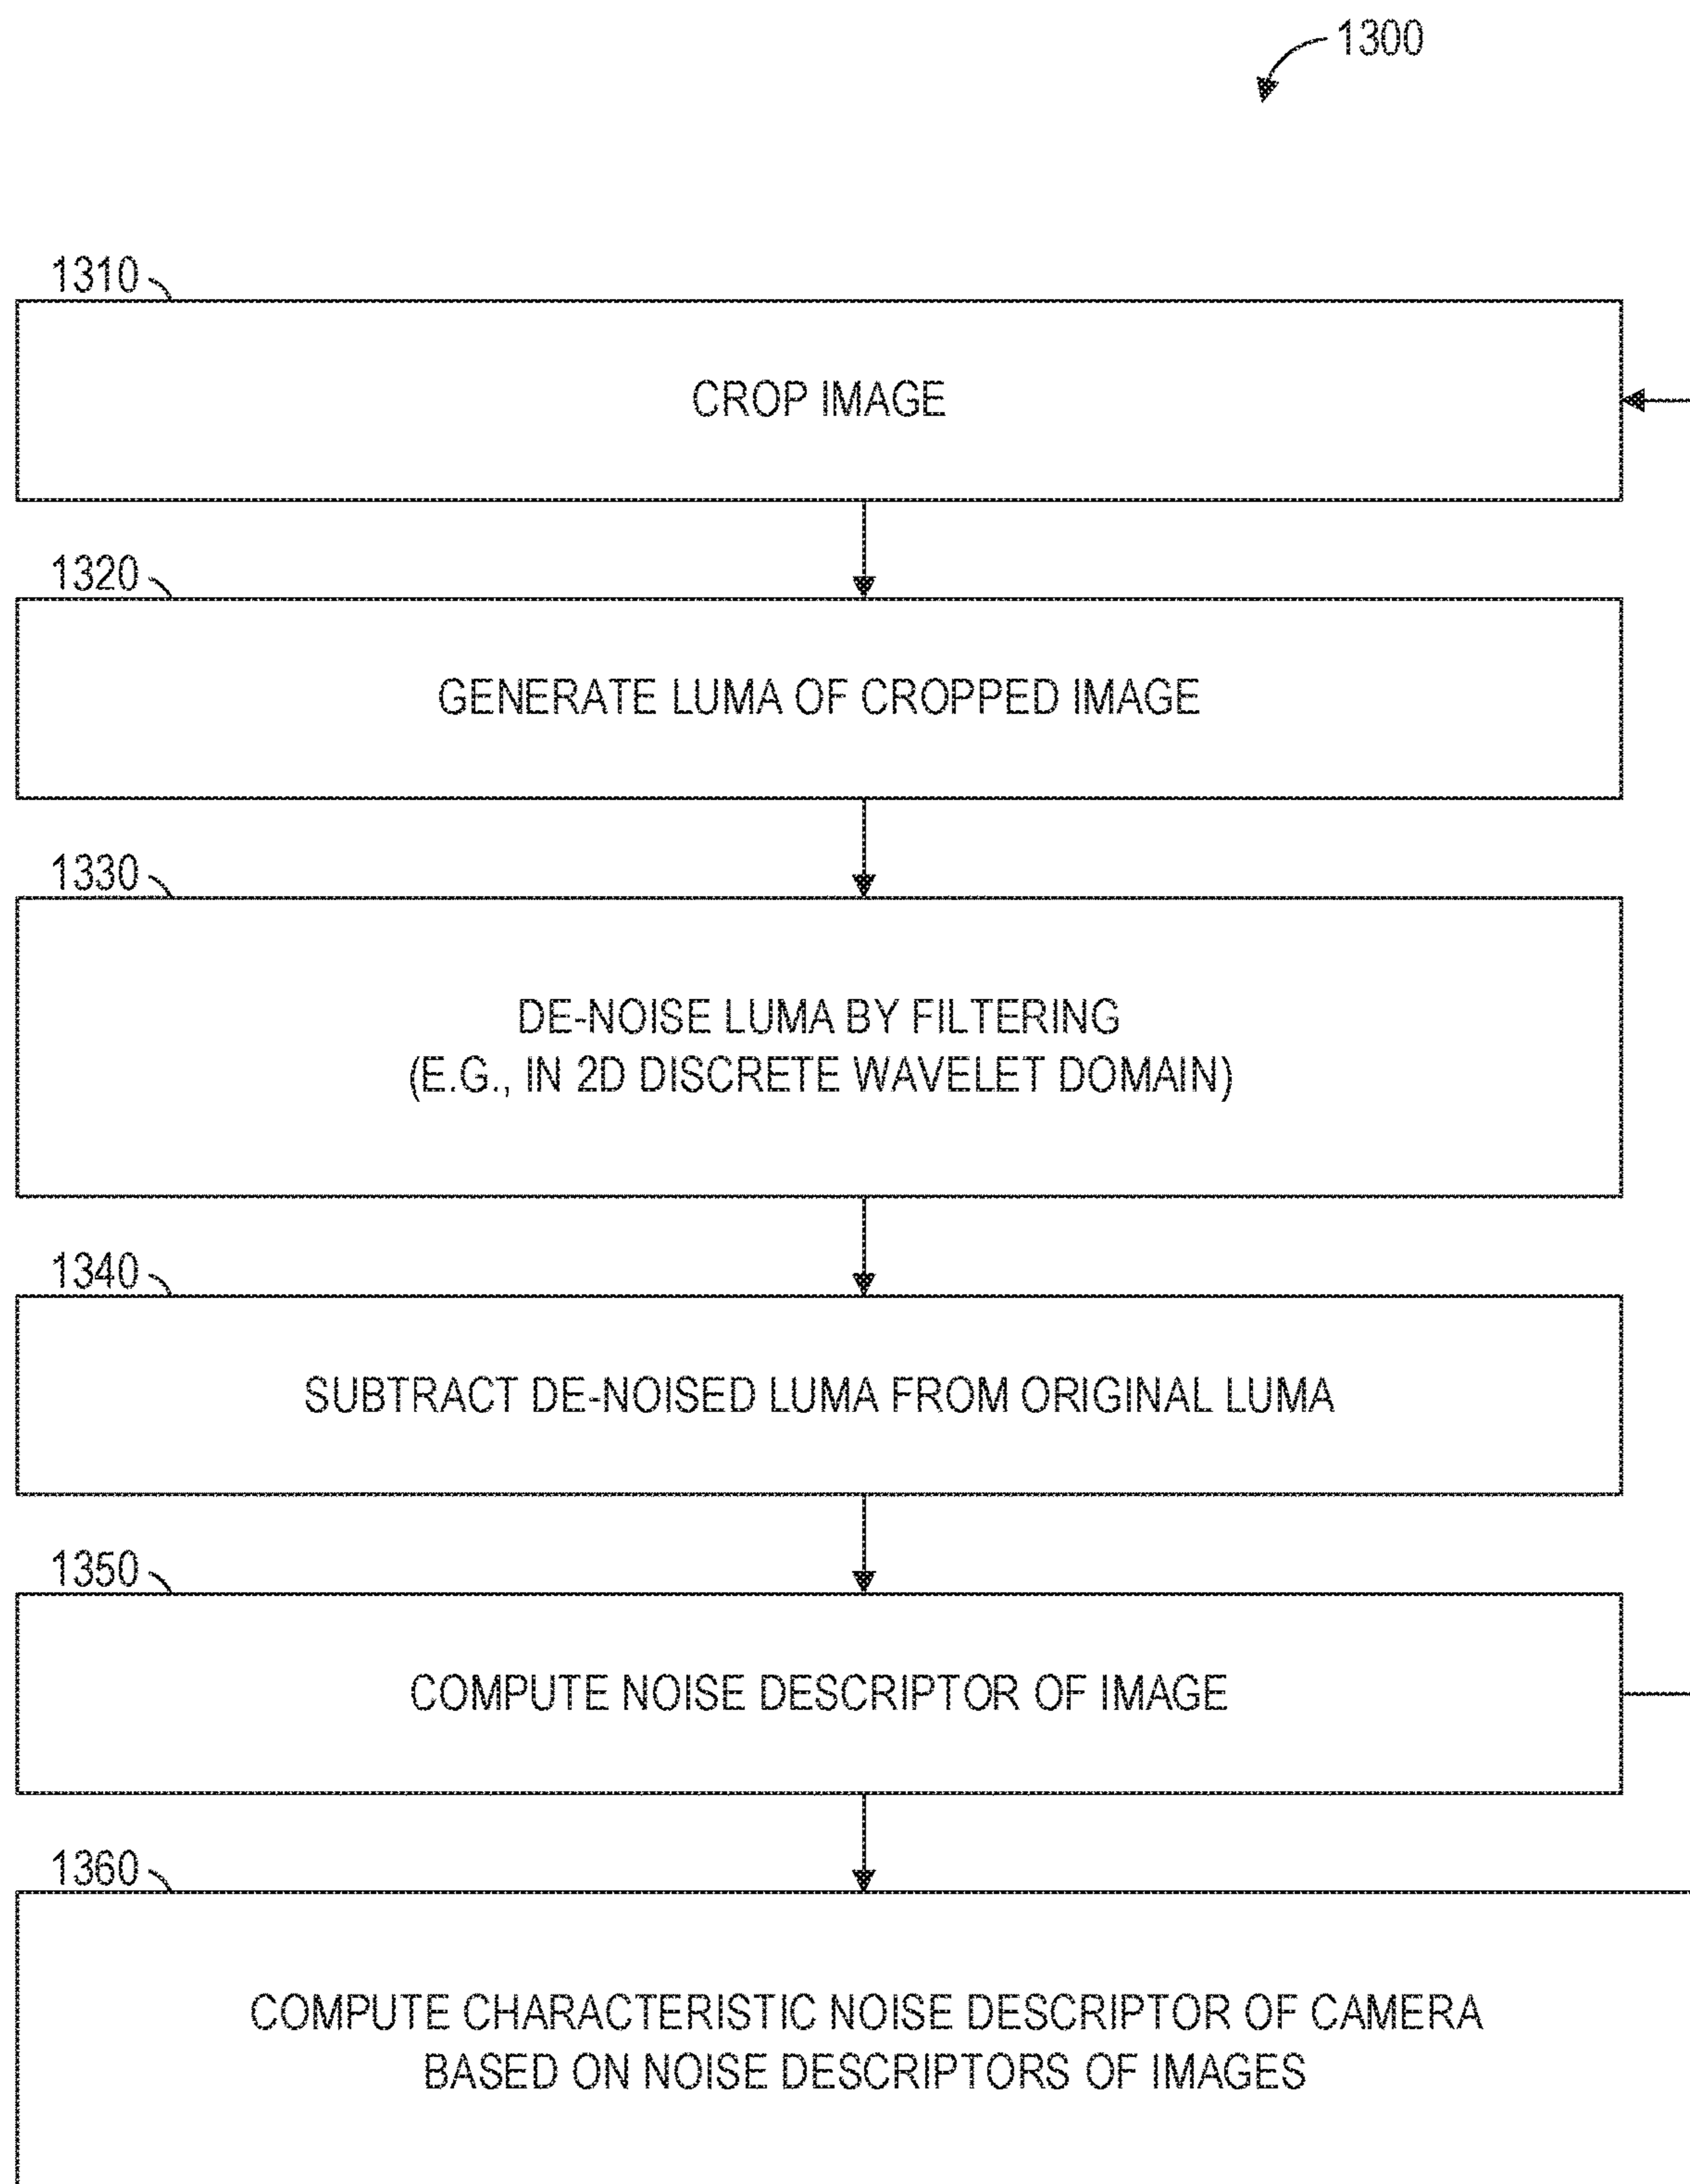 1300
1310
CROP IMAGE
1320
GENERATE LUMA OF CROPPED IMAGE
1330
DE-NOISE LUMA BY FILTERING
(E.G., IN 2D DISCRETE WAVELET DOMAIN)
1340
SUBTRACT DE-NOISED LUMA FROM ORIGINAL LUMA
1350
COMPUTE NOISE DESCRIPTOR OF IMAGE
1360
COMPUTE CHARACTERISTIC NOISE DESCRIPTOR OF CAMERA
BASED ON NOISE DESCRIPTORS OF IMAGES